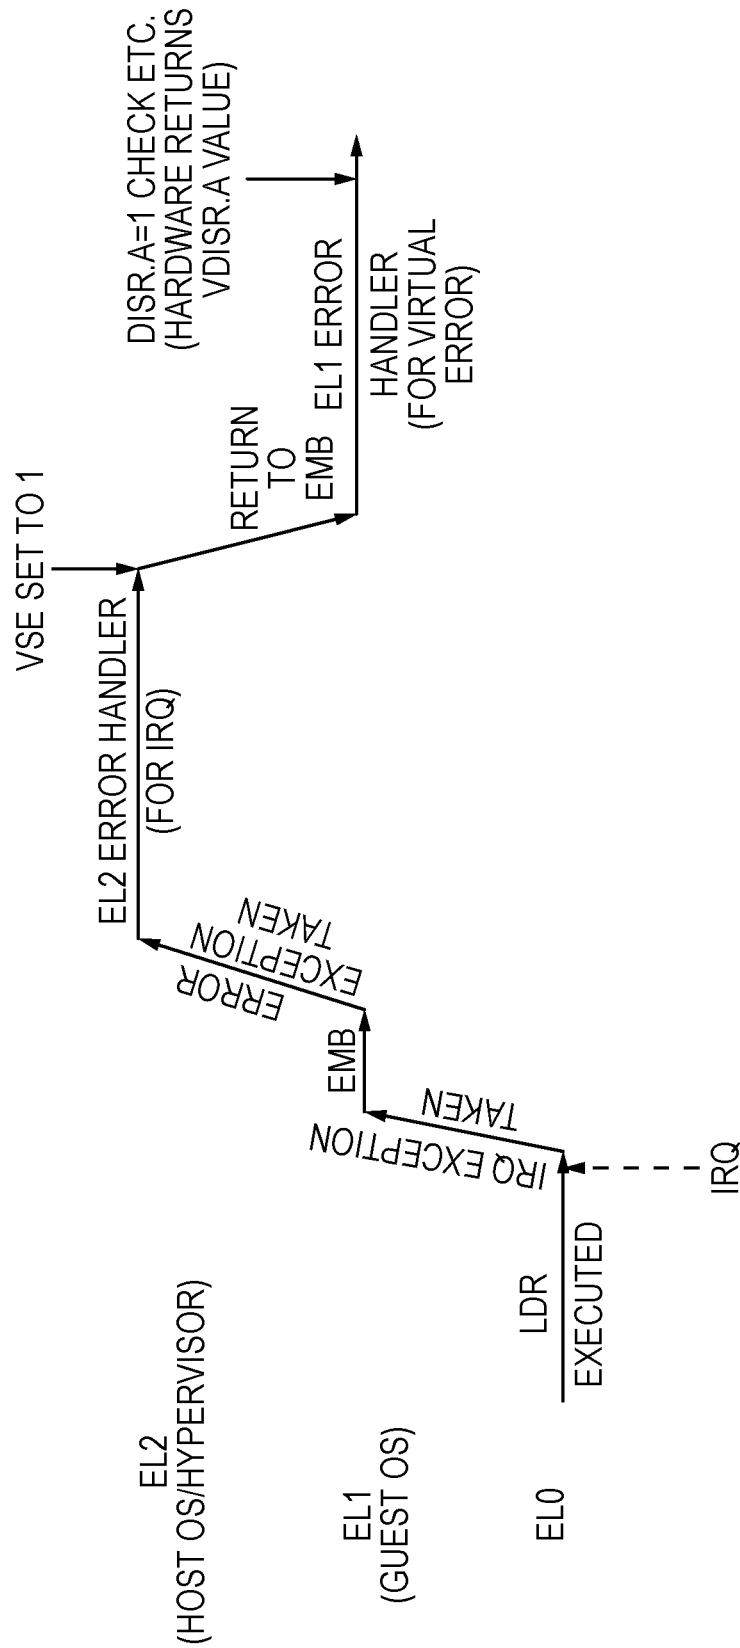 EL2
(HOST OS/HYPERVISOR)
EL1
(GUEST OS)
EL0
LDR
EXECUTED
IRQ
IRQ EXCEPTION
TAKEN
EMB
ERROR
EXCEPTION
TAKEN
EL2 ERROR HANDLER
(FOR IRQ)
VSE SET TO 1
RETURN
TO
EMB
EL1 ERROR
HANDLER
(FOR VIRTUAL
ERROR)
DISR.A=1 CHECK ETC.
(HARDWARE RETURNS
VDISR.A VALUE)